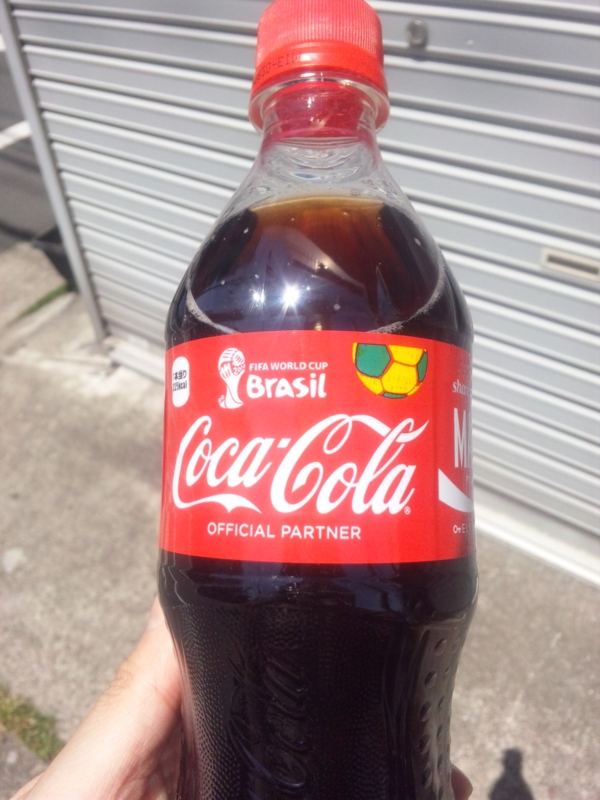 FIFA WORLD CUP
Brasil
Coca-Cola
OFFICIAL PARTNER